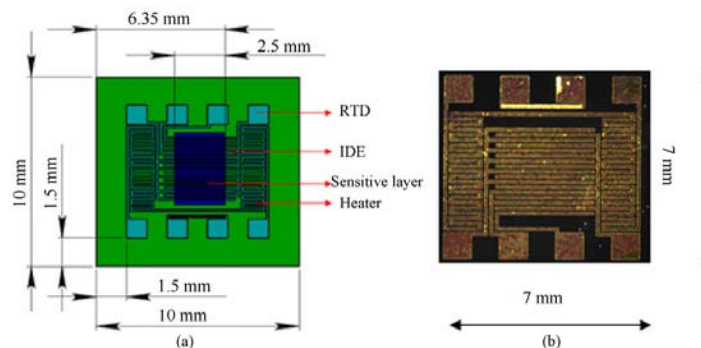 6.35 mm
2.5 mm
RTD
IDE
Sensitive layer
Heater
10 mm
1.5 mm
1.5 mm
10 mm
(a)
7 mm
7 mm
(b)